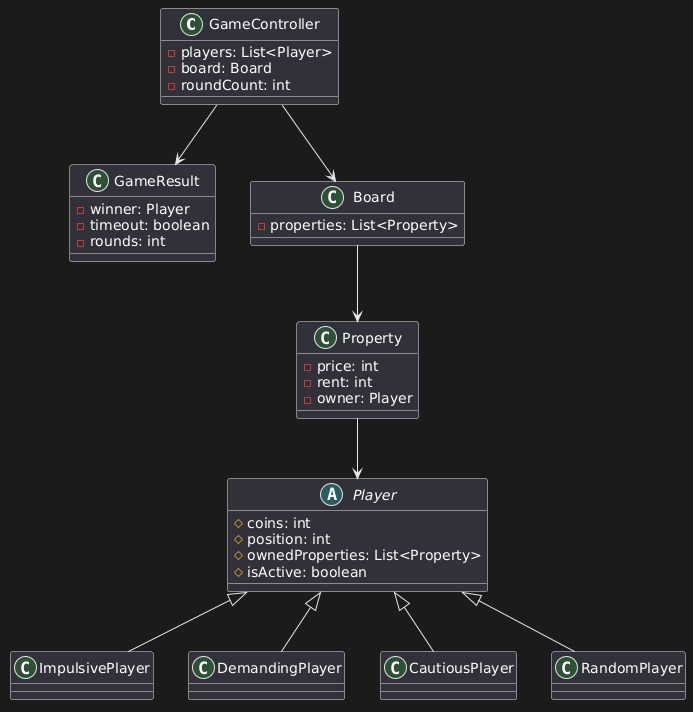 C GameController
players: List<Player>
board: Board
roundCount: int
C GameResult
winner: Player
timeout: boolean
rounds: int
C Board
properties: List<Property>
C Property
price: int
rent: int
owner: Player
A Player
coins: int
position: int
ownedProperties: List<Property>
isActive: boolean
C ImpulsivePlayer
C DemandingPlayer
C CautiousPlayer
C RandomPlayer